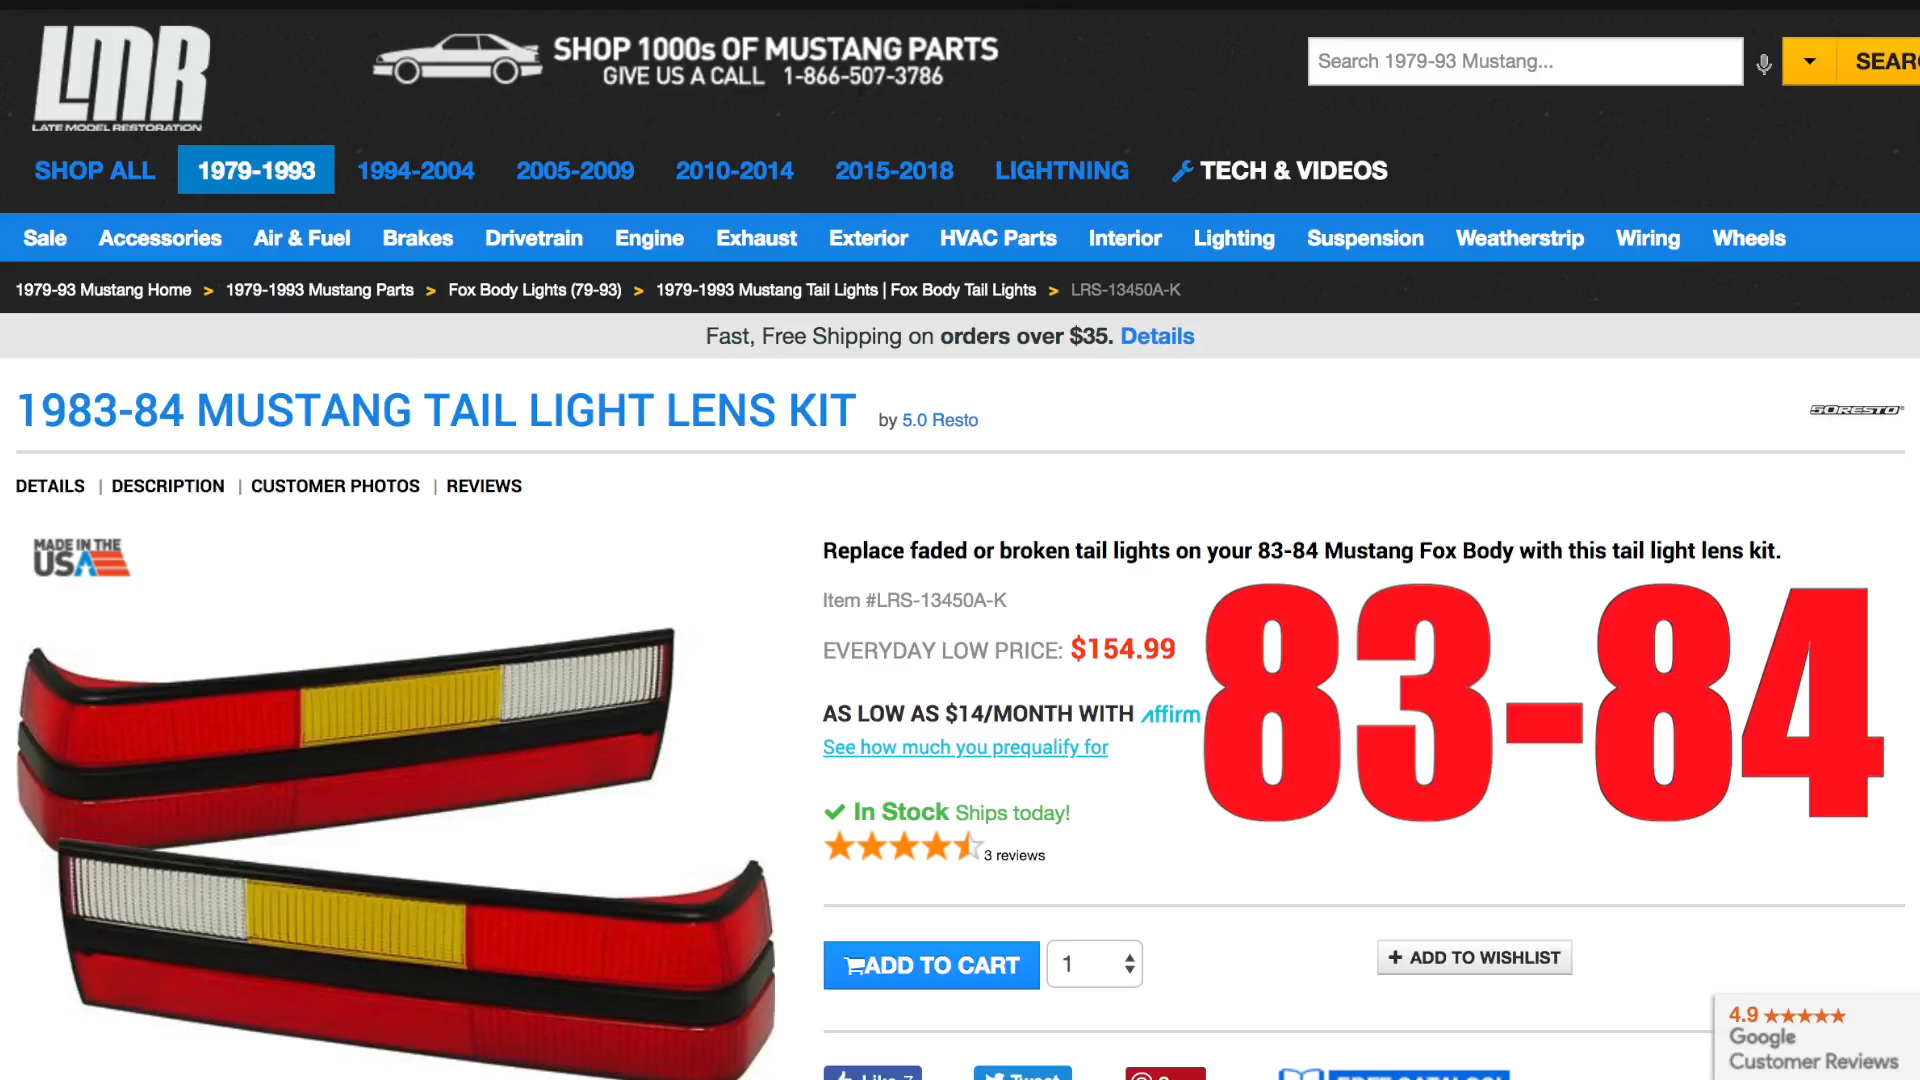 LMR
LATE MODEL RESTORATION
SHOP 1000s OF MUSTANG PARTS
GIVE US A CALL 1-866-507-3786
Search 1979-93 Mustang...
SHOP ALL 1979-1993 1994-2004 2005-2009 2010-2014 2015-2018 LIGHTNING TECH & VIDEOS
Sale Accessories Air & Fuel Brakes Drivetrain Engine Exhaust Exterior HVAC Parts Interior Lighting Suspension Weatherstrip Wiring Wheels
1979-93 Mustang Home > 1979-1993 Mustang Parts > Fox Body Lights (79-93) > 1979-1993 Mustang Tail Lights | Fox Body Tail Lights > LRS-13450A-K
Fast, Free Shipping on orders over $35. Details
1983-84 MUSTANG TAIL LIGHT LENS KIT by 5.0 Resto
5.0RESTO
DETAILS | DESCRIPTION | CUSTOMER PHOTOS | REVIEWS
MADE IN THE
USA
Replace faded or broken tail lights on your 83-84 Mustang Fox Body with this tail light lens kit.
Item #LRS-13450A-K
EVERYDAY LOW PRICE: $154.99
83-84
AS LOW AS $14/MONTH WITH affirm
See how much you prequalify for
In Stock Ships today!
3 reviews
ADD TO CART 1
+ ADD TO WISHLIST
4.9
Google
Customer Reviews
Like 7
Tweet
FREE CATALOG!